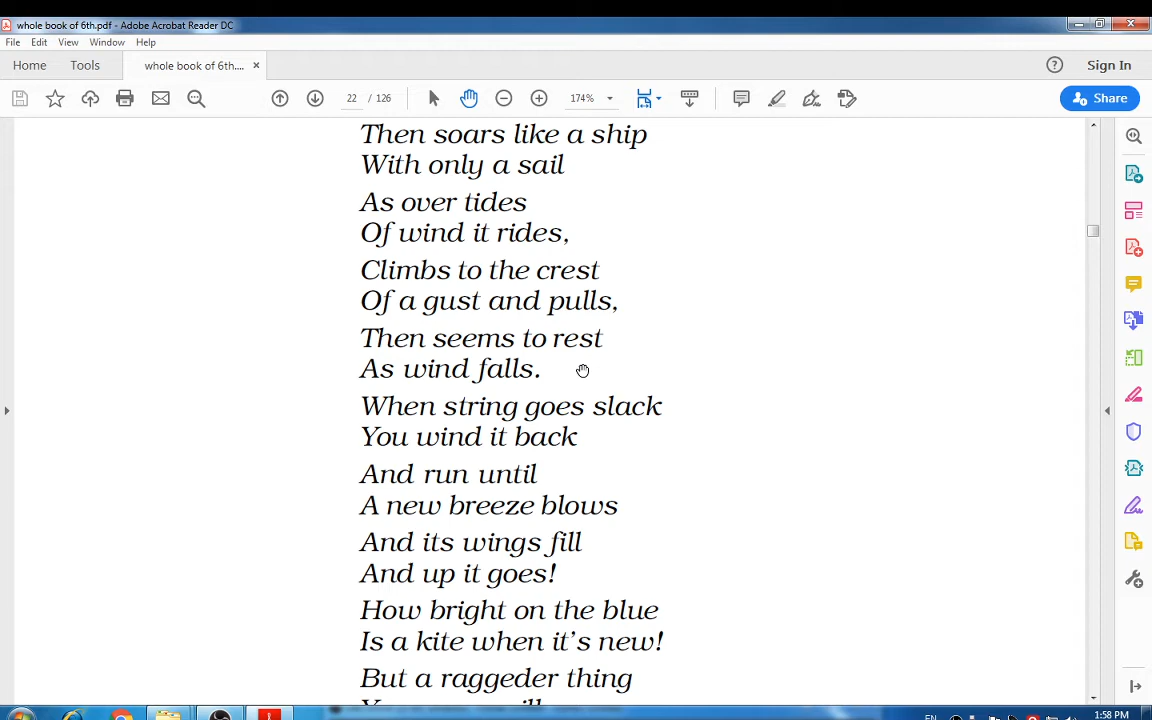 whole book of 6th.pdf - Adobe Acrobat Reader DC
File Edit View Window Help
Home Tools whole book of 6th.... × Sign In
22 / 126 174% Share
Then soars like a ship
With only a sail
As over tides
Of wind it rides,
Climbs to the crest
Of a gust and pulls,
Then seems to rest
As wind falls.
When string goes slack
You wind it back
And run until
A new breeze blows
And its wings fill
And up it goes!
How bright on the blue
Is a kite when it's new!
But a raggeder thing
EN 1:58 PM